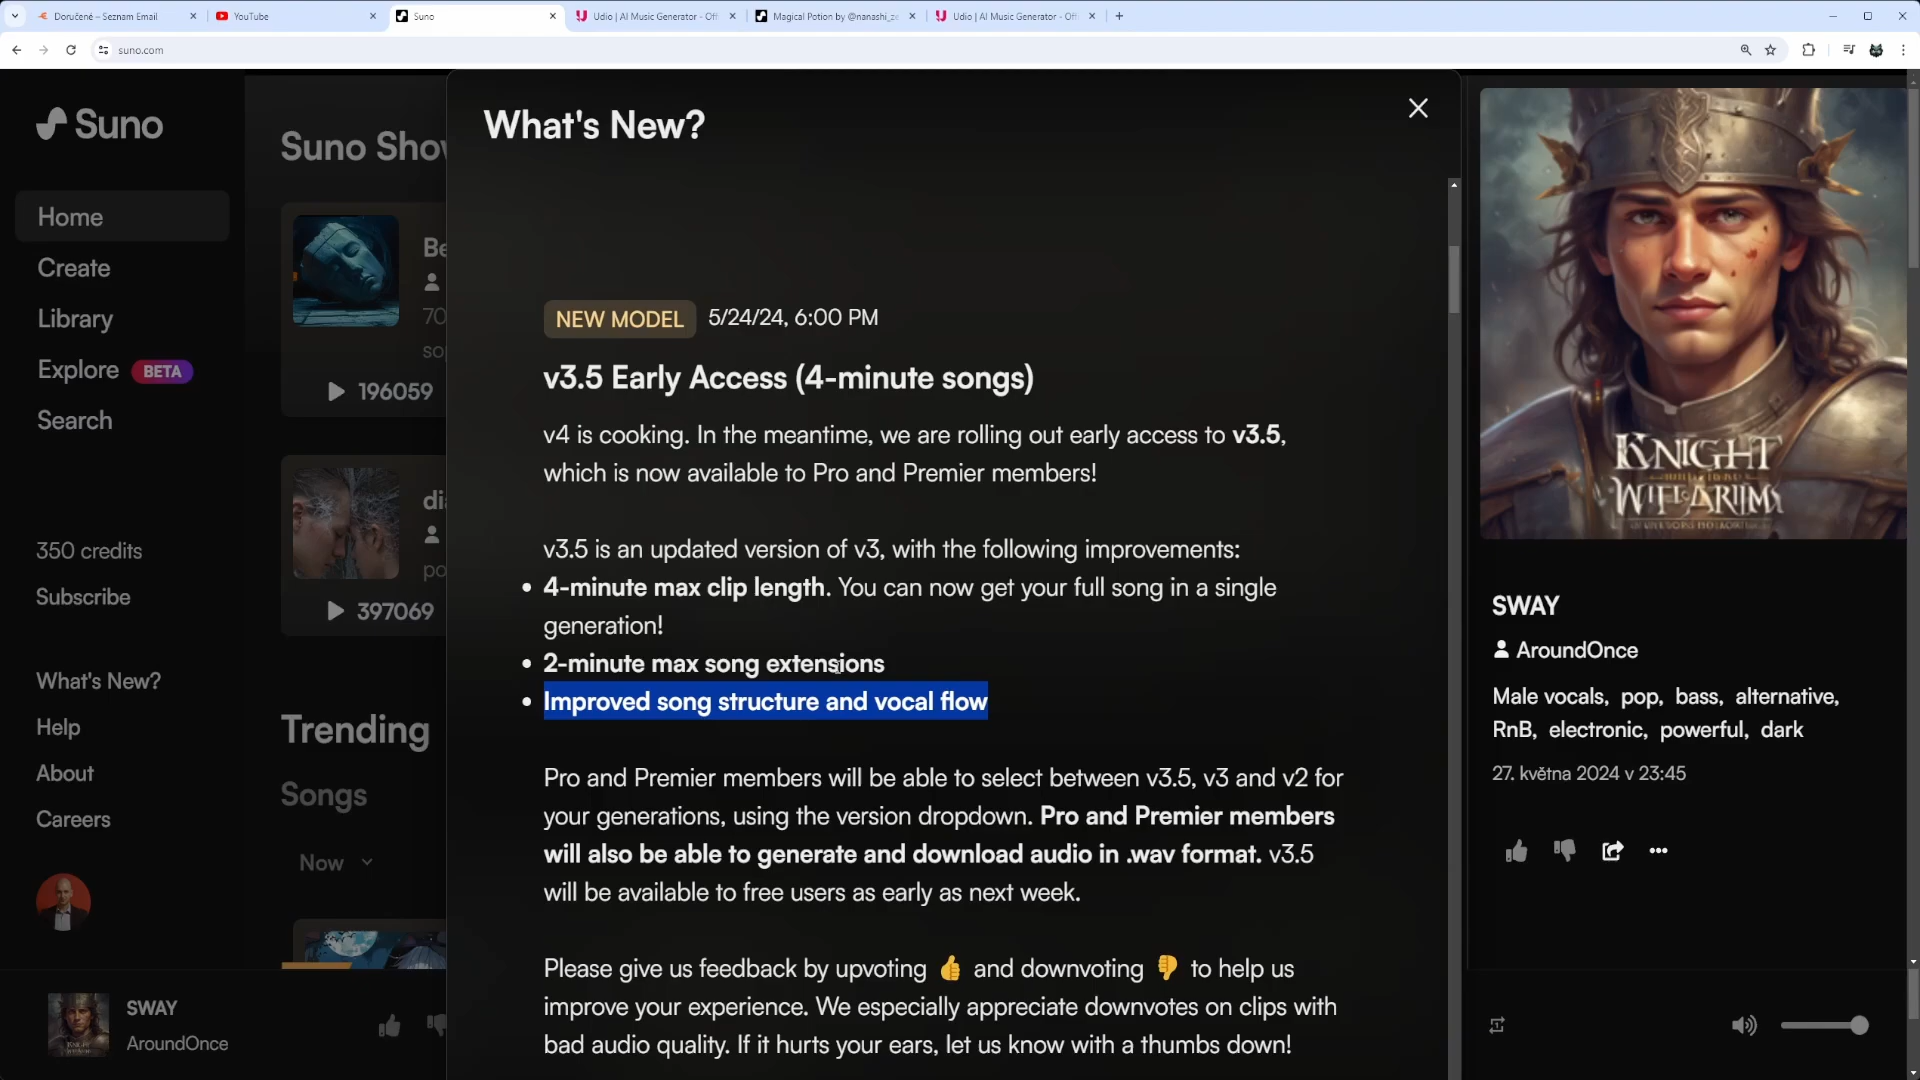 Doručené – Seznam Email
YouTube
Suno
Udio | AI Music Generator - Off
Magical Potion by @nanashi_ze
Udio | AI Music Generator - Off
suno.com
Suno
Home
Create
Library
Explore BETA
Search
350 credits
Subscribe
What's New?
Help
About
Careers
Suno Show
Be
70
so
196059
di
po
397069
Trending
Songs
Now
What's New?
NEW MODEL 5/24/24, 6:00 PM
v3.5 Early Access (4-minute songs)
v4 is cooking. In the meantime, we are rolling out early access to v3.5,
which is now available to Pro and Premier members!
v3.5 is an updated version of v3, with the following improvements:
• 4-minute max clip length. You can now get your full song in a single
generation!
• 2-minute max song extensions
• Improved song structure and vocal flow
Pro and Premier members will be able to select between v3.5, v3 and v2 for
your generations, using the version dropdown. Pro and Premier members
will also be able to generate and download audio in .wav format. v3.5
will be available to free users as early as next week.
Please give us feedback by upvoting 👍 and downvoting 👎 to help us
improve your experience. We especially appreciate downvotes on clips with
bad audio quality. If it hurts your ears, let us know with a thumbs down!
KNIGHT
SWAY
AroundOnce
Male vocals, pop, bass, alternative,
RnB, electronic, powerful, dark
27. května 2024 v 23:45
SWAY
AroundOnce